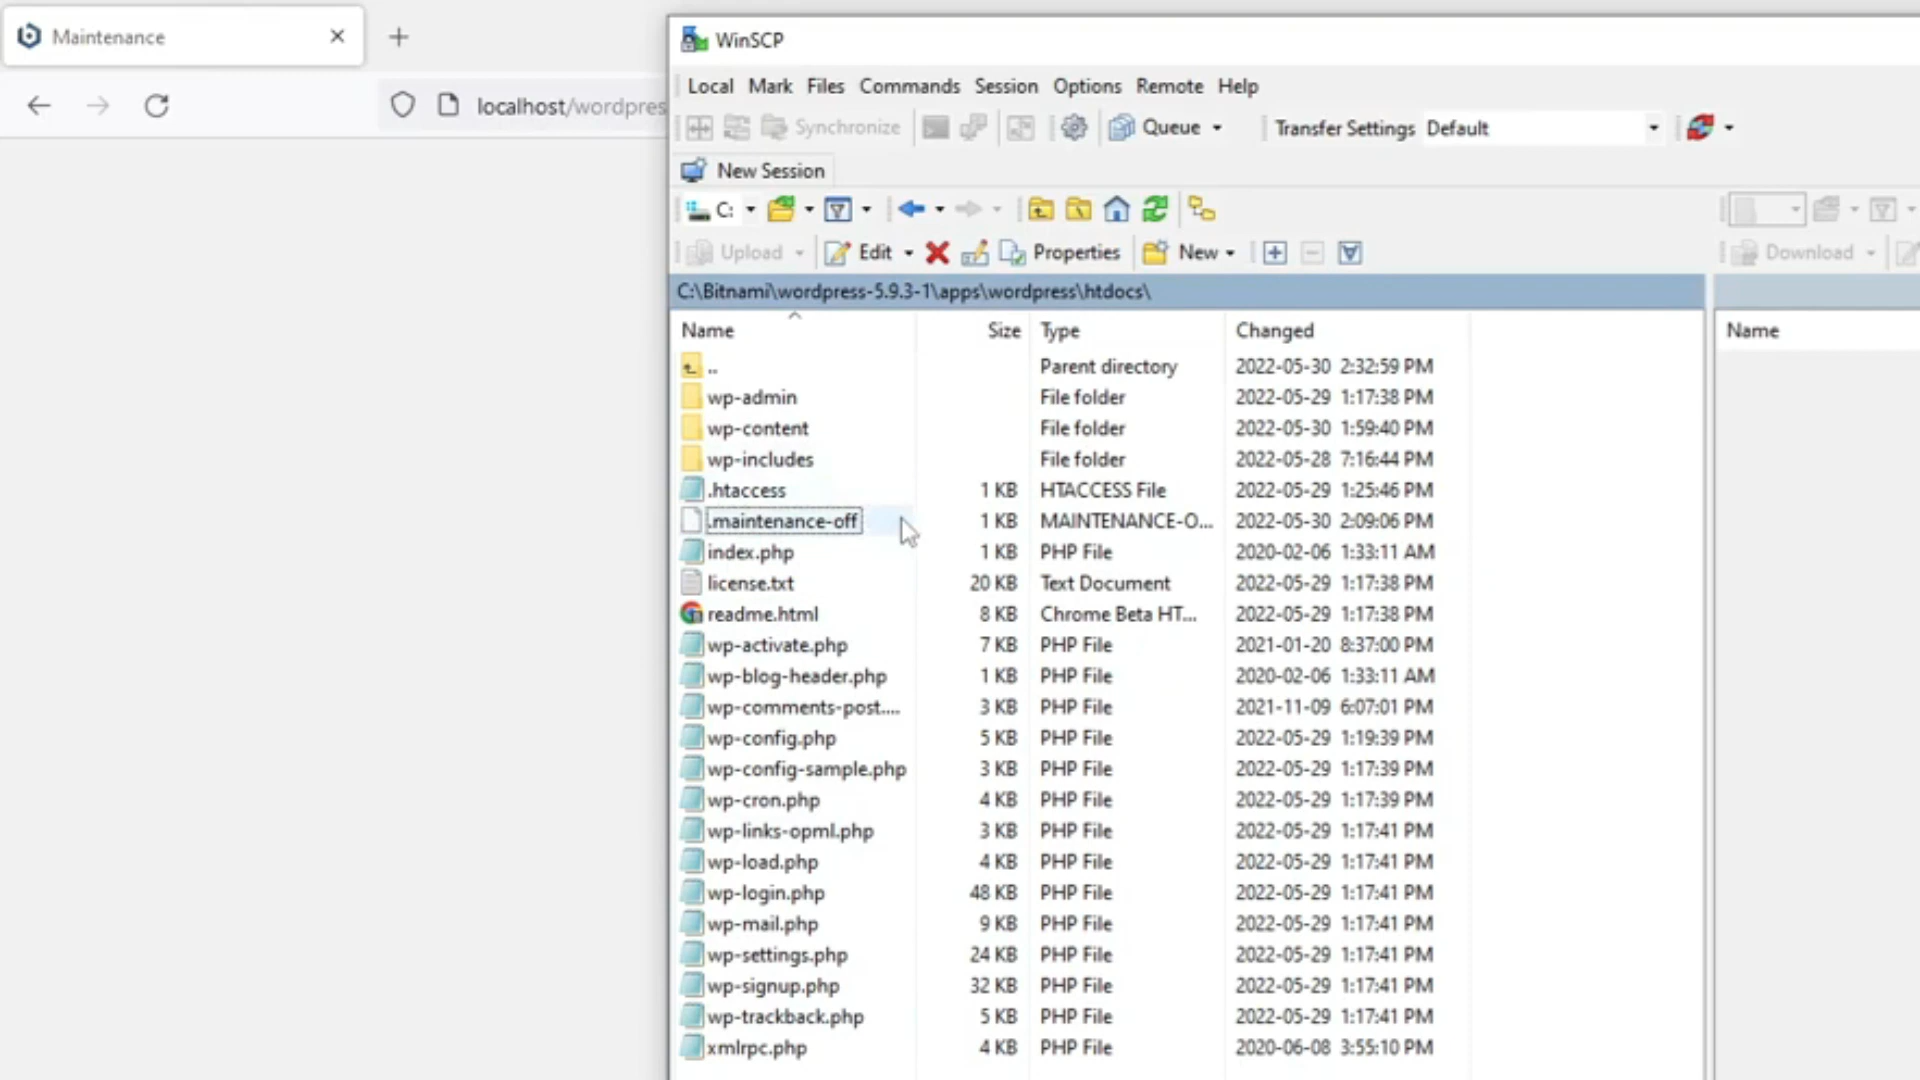 Maintenance
localhost/wordpres
WinSCP
Local Mark Files Commands Session Options Remote Help
Synchronize Queue Transfer Settings Default
New Session
C:
Upload Edit Properties New Download
C:\Bitnami\wordpress-5.9.3-1\apps\wordpress\htdocs\
Name Size Type Changed Name
.. Parent directory 2022-05-30 2:32:59 PM
wp-admin File folder 2022-05-29 1:17:38 PM
wp-content File folder 2022-05-30 1:59:40 PM
wp-includes File folder 2022-05-28 7:16:44 PM
.htaccess 1 KB HTACCESS File 2022-05-29 1:25:46 PM
.maintenance-off 1 KB MAINTENANCE-O... 2022-05-30 2:09:06 PM
index.php 1 KB PHP File 2020-02-06 1:33:11 AM
license.txt 20 KB Text Document 2022-05-29 1:17:38 PM
readme.html 8 KB Chrome Beta HT... 2022-05-29 1:17:38 PM
wp-activate.php 7 KB PHP File 2021-01-20 8:37:00 PM
wp-blog-header.php 1 KB PHP File 2020-02-06 1:33:11 AM
wp-comments-post.... 3 KB PHP File 2021-11-09 6:07:01 PM
wp-config.php 5 KB PHP File 2022-05-29 1:19:39 PM
wp-config-sample.php 3 KB PHP File 2022-05-29 1:17:39 PM
wp-cron.php 4 KB PHP File 2022-05-29 1:17:39 PM
wp-links-opml.php 3 KB PHP File 2022-05-29 1:17:41 PM
wp-load.php 4 KB PHP File 2022-05-29 1:17:41 PM
wp-login.php 48 KB PHP File 2022-05-29 1:17:41 PM
wp-mail.php 9 KB PHP File 2022-05-29 1:17:41 PM
wp-settings.php 24 KB PHP File 2022-05-29 1:17:41 PM
wp-signup.php 32 KB PHP File 2022-05-29 1:17:41 PM
wp-trackback.php 5 KB PHP File 2022-05-29 1:17:41 PM
xmlrpc.php 4 KB PHP File 2020-06-08 3:55:10 PM